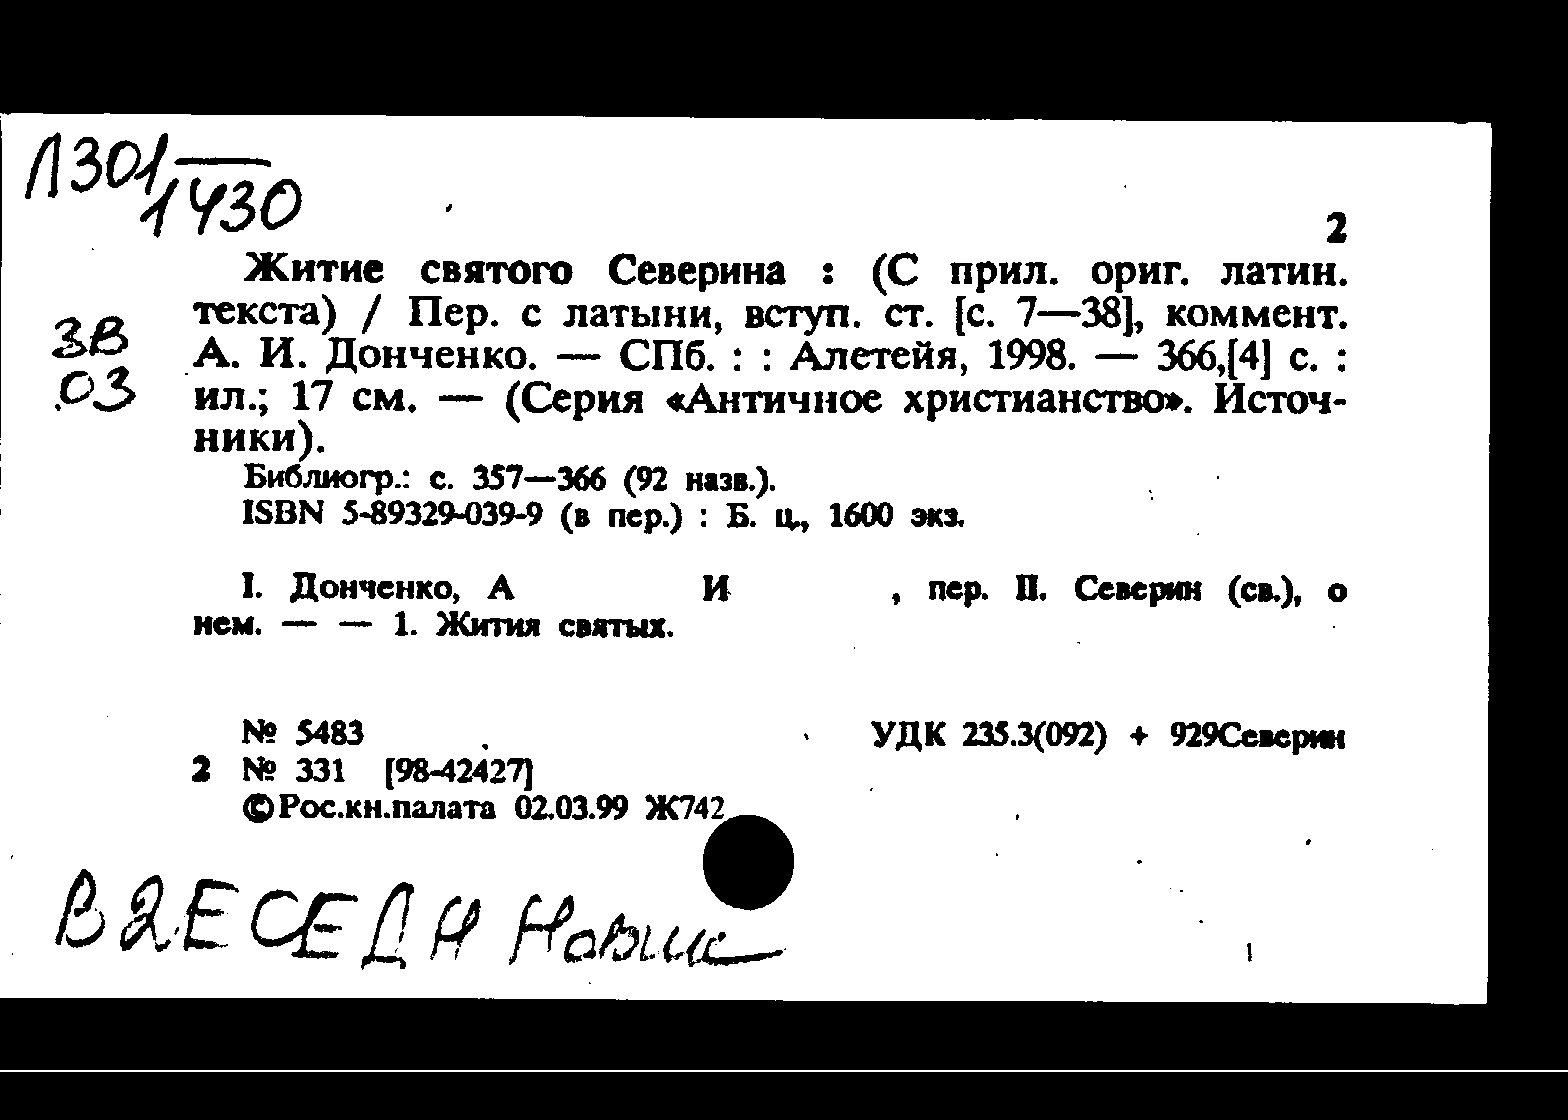 Л301
1430
2
Житие святого Северина : (С прил. ориг. латин.
текста) / Пер. с латыни, вступ. ст. [с. 7—38], коммент.
ЗВ
А. И. Донченко. — СПб. : : Алетейя, 1998. — 366,[4] с. :
03
ил.; 17 см. — (Серия «Античное христианство». Источ-
ники).
Библиогр.: с. 357—366 (92 назв.).
ISBN 5-89329-039-9 (в пер.) : Б. ц., 1600 экз.
I. Донченко, А И , пер. II. Северин (св.), о
нем. — — 1. Жития святых.
№ 5483 УДК 235.3(092) + 929Северин
2 № 331 [98-42427]
©Рос.кн.палата 02.03.99 Ж742